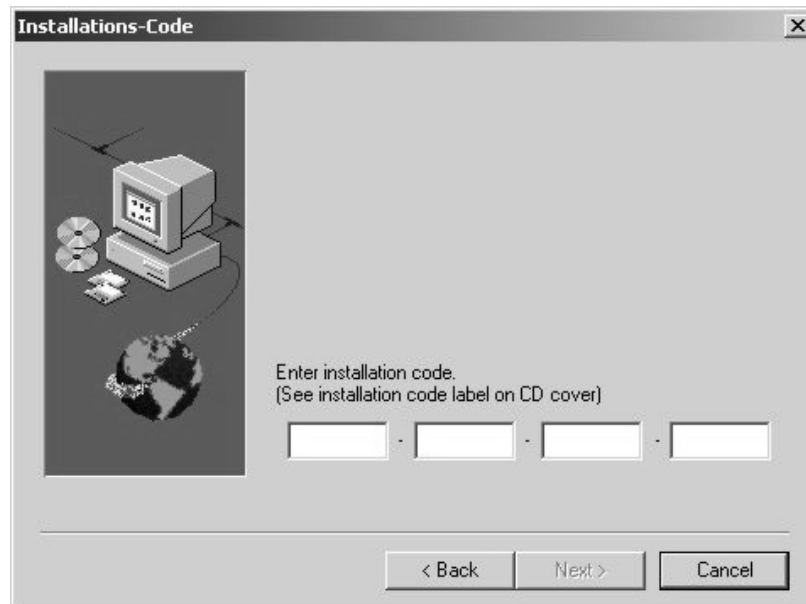 Installations-Code
Enter installation code.
(See installation code label on CD cover)
- - -
< Back Next > Cancel